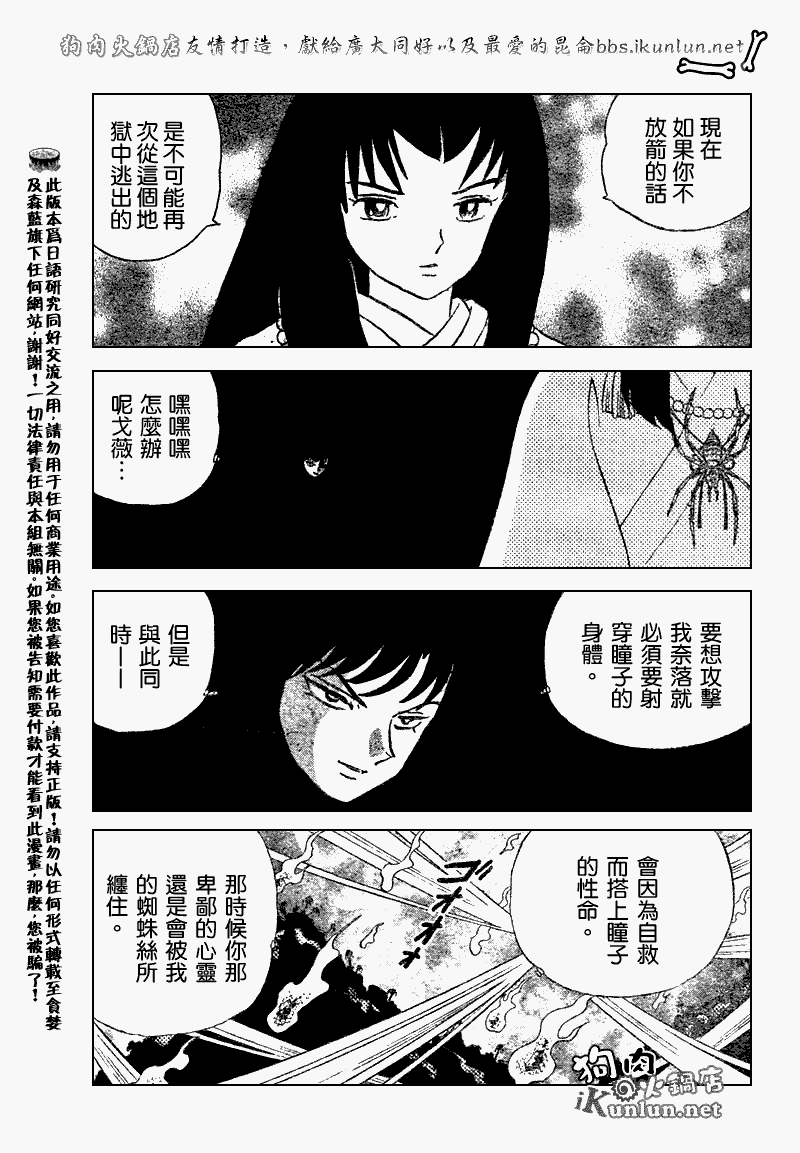 狗肉火鍋店友情打造，獻給廣大同好以及最愛的昆侖bbs.ikunlun.net
現在
如果你不
放箭的話
是不可能再
次從這個地
獄中逃出的
嘿嘿嘿
怎麼辦
呢戈薇…
要想攻擊
我奈落就
必須要射
穿瞳子的
身體。
但是
與此同
時——
會因為自救
而搭上瞳子
的性命。
那時候你那
卑鄙的心靈
還是會被我
的蜘蛛絲所
纏住。
此版本爲日語研究同好交流之用，請勿用于任何商業用途。如您喜歡此作品，請支持正版！請勿以任何形式轉載至貪婪
及森藍旗下任何網站，謝謝！一切法律責任與本組無關。如果您被告知需要付款才能看到此漫畫，那麼，您被騙了！
狗肉火鍋店
iKunlun.net